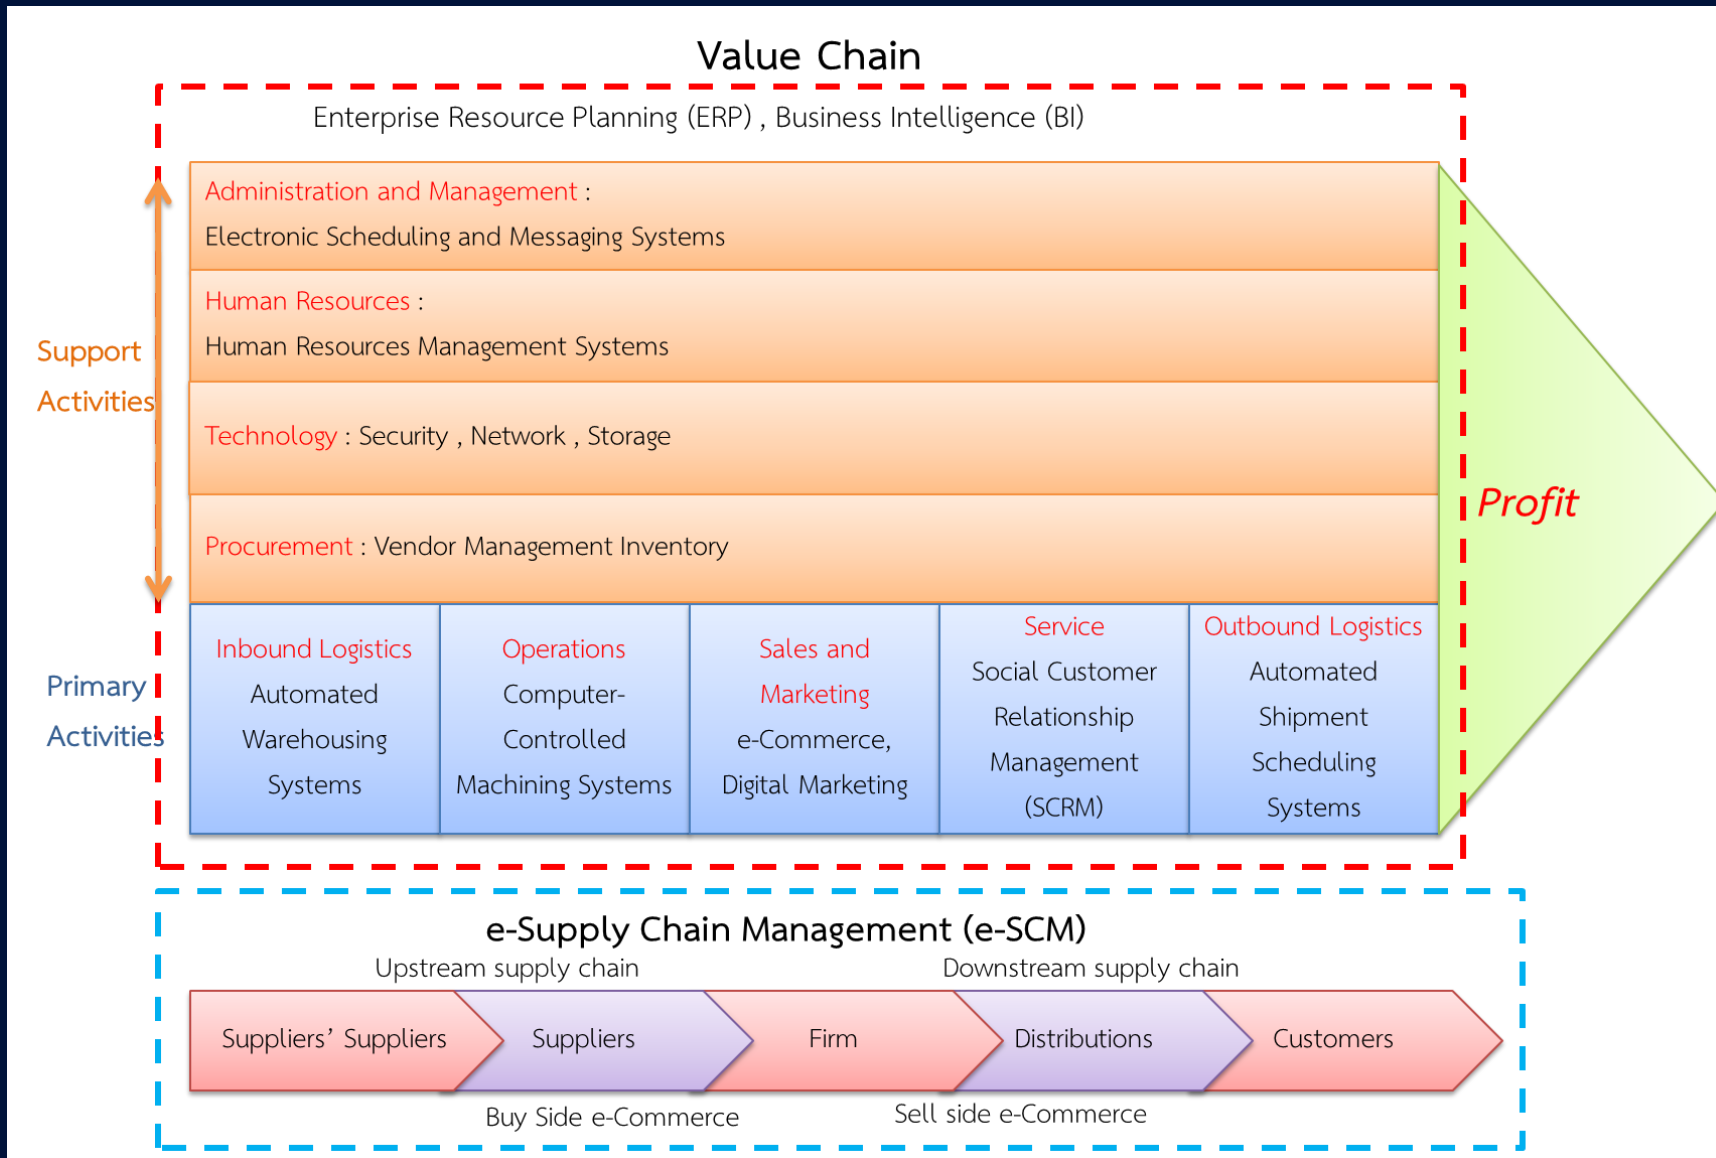 Value Chain
Enterprise Resource Planning (ERP) , Business Intelligence (BI)
Administration and Management :
Electronic Scheduling and Messaging Systems
Human Resources :
Human Resources Management Systems
Support
Activities
Technology : Security , Network , Storage
Profit
Procurement : Vendor Management Inventory
Primary
Activities
Inbound Logistics
Automated
Warehousing
Systems
Operations
Computer-
Controlled
Machining Systems
Sales and
Marketing
e-Commerce,
Digital Marketing
Service
Social Customer
Relationship
Management
(SCRM)
Outbound Logistics
Automated
Shipment
Scheduling
Systems
e-Supply Chain Management (e-SCM)
Upstream supply chain
Downstream supply chain
Suppliers’ Suppliers
Suppliers
Firm
Distributions
Customers
Buy Side e-Commerce
Sell side e-Commerce